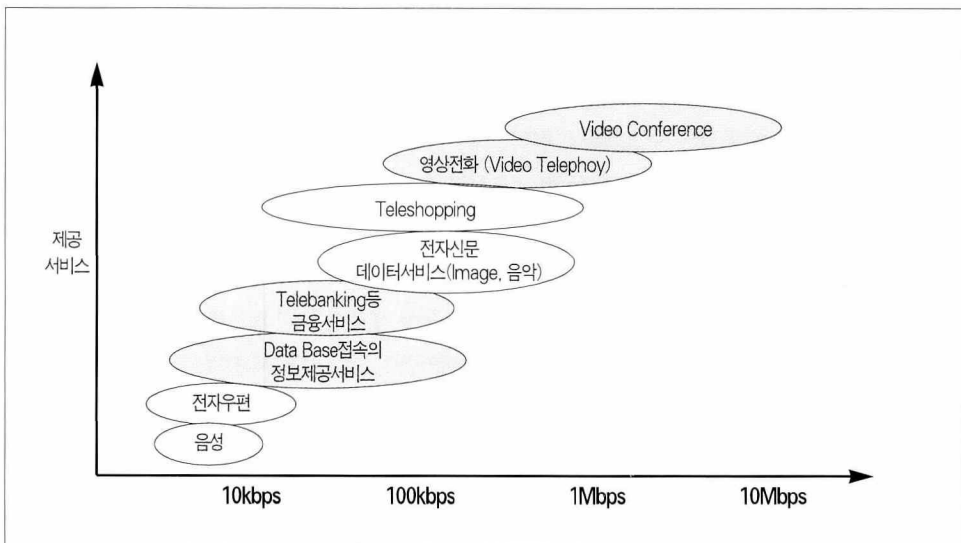 Video Conference
영상전화 (Video Telephoy)
Teleshopping
제공
서비스
전자신문
데이터서비스(Image, 음악)
Telebanking등
금융서비스
Data Base접속의
정보제공서비스
전자우편
음성
10kbps 100kbps 1Mbps 10Mbps